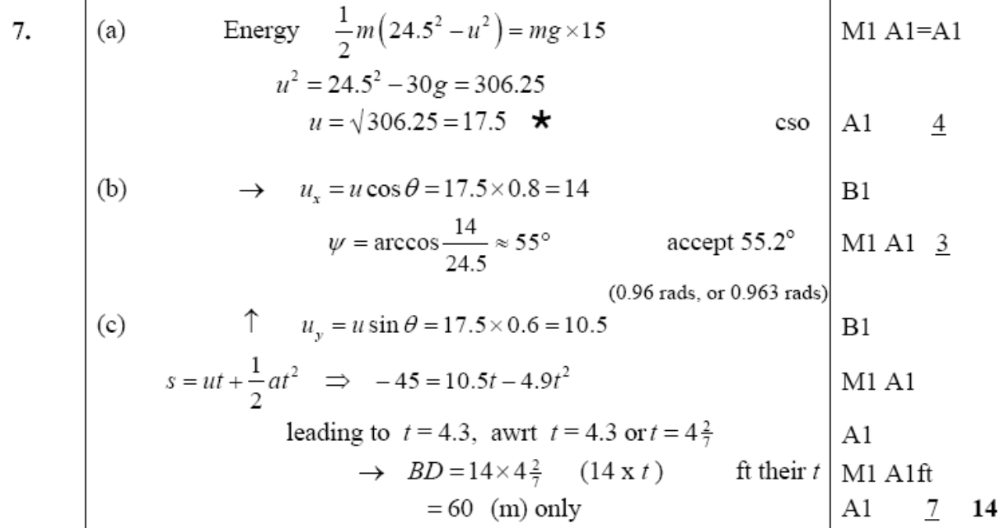 7. (a) Energy ½m(24.5² − u²) = mg × 15 M1 A1=A1
u² = 24.5² − 30g = 306.25
u = √306.25 = 17.5 * cso A1 4
(b) → uₓ = u cos θ = 17.5 × 0.8 = 14 B1
ψ = arccos 14/24.5 ≈ 55° accept 55.2° M1 A1 3
(0.96 rads, or 0.963 rads)
(c) ↑ u_y = u sin θ = 17.5 × 0.6 = 10.5 B1
s = ut + ½at² ⇒ −45 = 10.5t − 4.9t² M1 A1
leading to t = 4.3, awrt t = 4.3 or t = 4 2/7 A1
→ BD = 14 × 4 2/7 (14 x t) ft their t M1 A1ft
= 60 (m) only A1 7 14